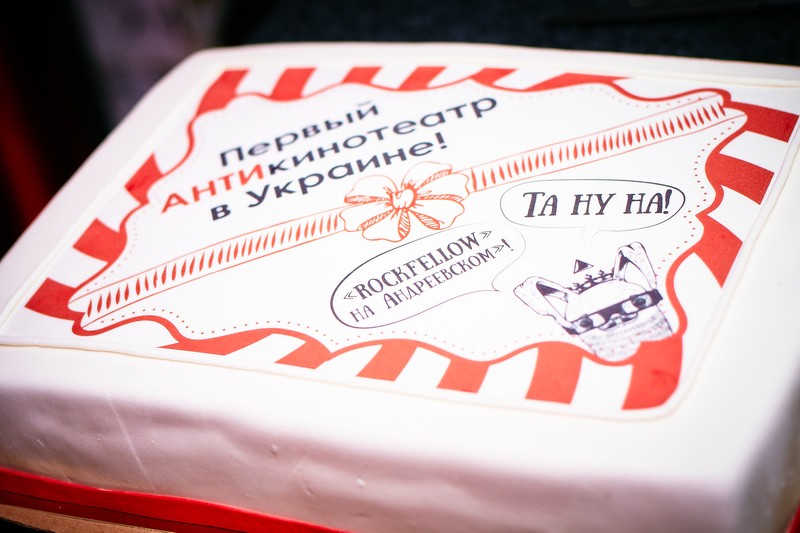 Первый
АНТИкинотеатр
в Украине!
ТА НУ НА!
«ROCKFELLOW»
НА АНДРЕЕВСКОМ»!